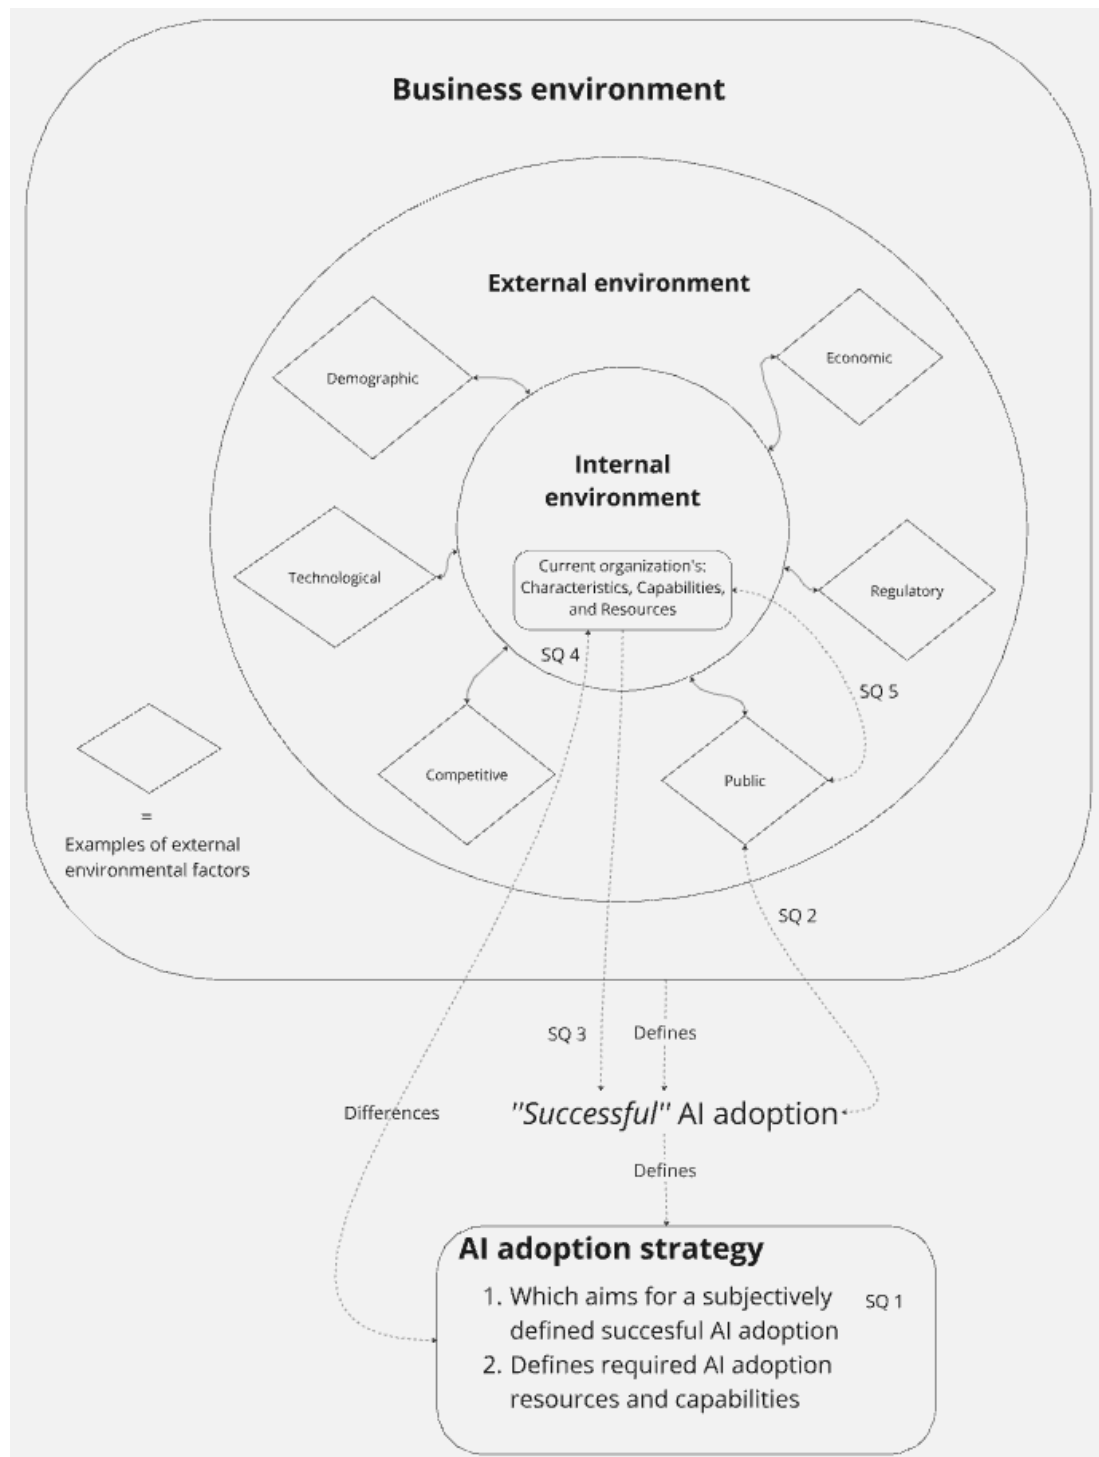 Business environment
External environment
Demographic
Economic
Internal
environment
Technological
Current organization's:
Characteristics, Capabilities,
and Resources
Regulatory
SQ 4
SQ 5
Competitive
Public
=
Examples of external
environmental factors
SQ 2
SQ 3
Defines
Differences
"Successful" AI adoption
Defines
AI adoption strategy
1. Which aims for a subjectively
defined succesful AI adoption
SQ 1
2. Defines required AI adoption
resources and capabilities